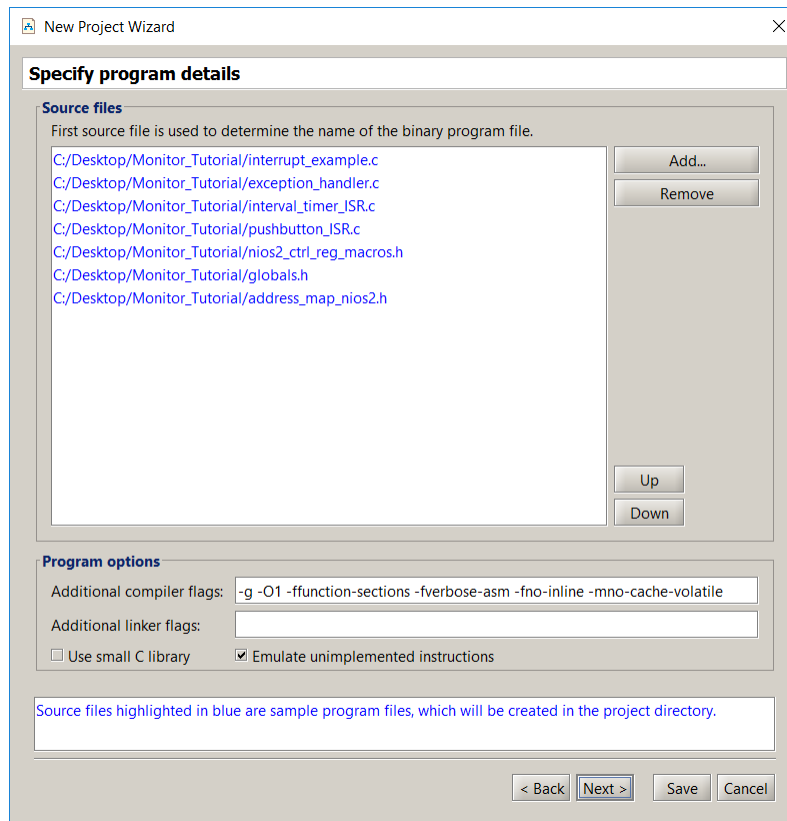 New Project Wizard
Specify program details
Source files
First source file is used to determine the name of the binary program file.
C:/Desktop/Monitor_Tutorial/interrupt_example.c
Add...
C:/Desktop/Monitor_Tutorial/exception_handler.c
Remove
C:/Desktop/Monitor_Tutorial/interval_timer_ISR.c
C:/Desktop/Monitor_Tutorial/pushbutton_ISR.c
C:/Desktop/Monitor_Tutorial/nios2_ctrl_reg_macros.h
C:/Desktop/Monitor_Tutorial/globals.h
C:/Desktop/Monitor_Tutorial/address_map_nios2.h
Up
Down
Program options
Additional compiler flags: -g -O1 -ffunction-sections -fverbose-asm -fno-inline -mno-cache-volatile
Additional linker flags:
Use small C library Emulate unimplemented instructions
Source files highlighted in blue are sample program files, which will be created in the project directory.
< Back Next > Save Cancel